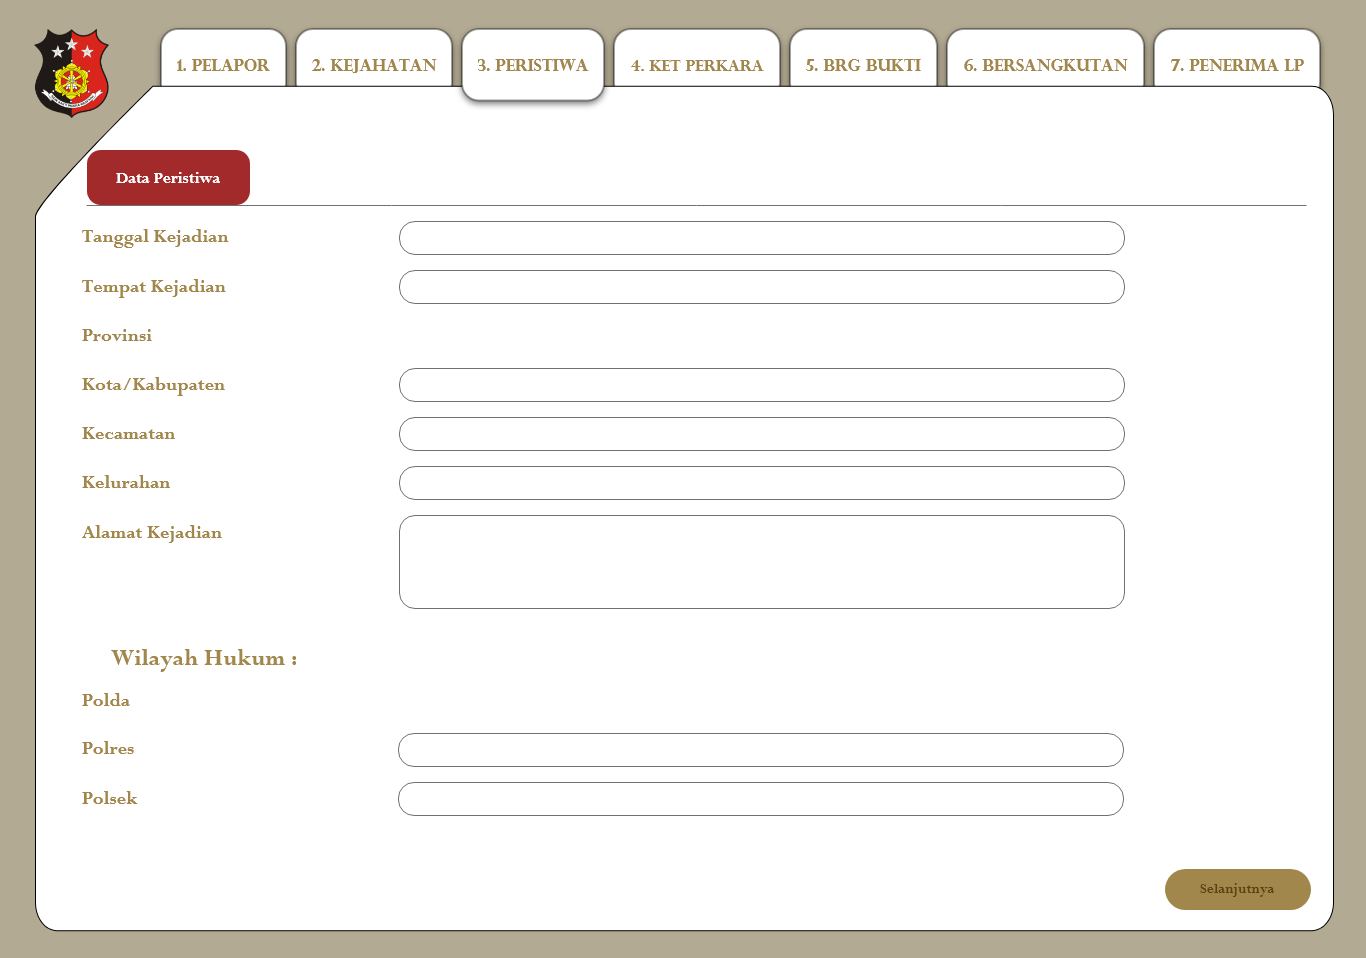 1. PELAPOR
2. KEJAHATAN
3. PERISTIWA
4. KET PERKARA
5. BRG BUKTI
6. BERSANGKUTAN
7. PENERIMA LP
Data Peristiwa
Tanggal Kejadian
Tempat Kejadian
Provinsi
Kota/Kabupaten
Kecamatan
Kelurahan
Alamat Kejadian
Wilayah Hukum :
Polda
Polres
Polsek
Selanjutnya